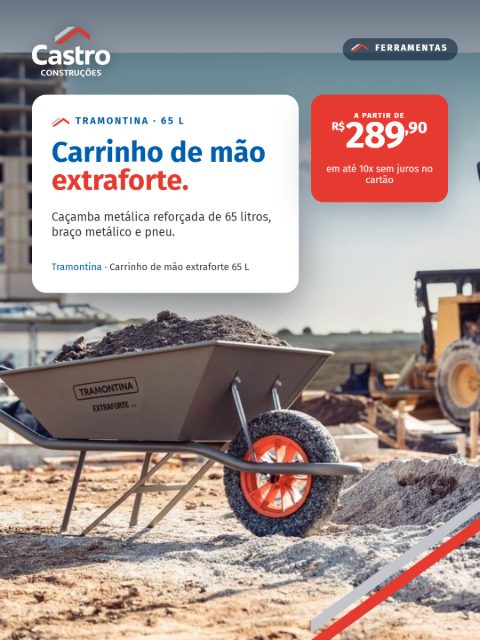 Castro
CONSTRUÇÕES
FERRAMENTAS
TRAMONTINA · 65 L
Carrinho de mão
extraforte.
Caçamba metálica reforçada de 65 litros,
braço metálico e pneu.
Tramontina · Carrinho de mão extraforte 65 L
A PARTIR DE
R$289,90
em até 10x sem juros no
cartão
TRAMONTINA
EXTRAFORTE